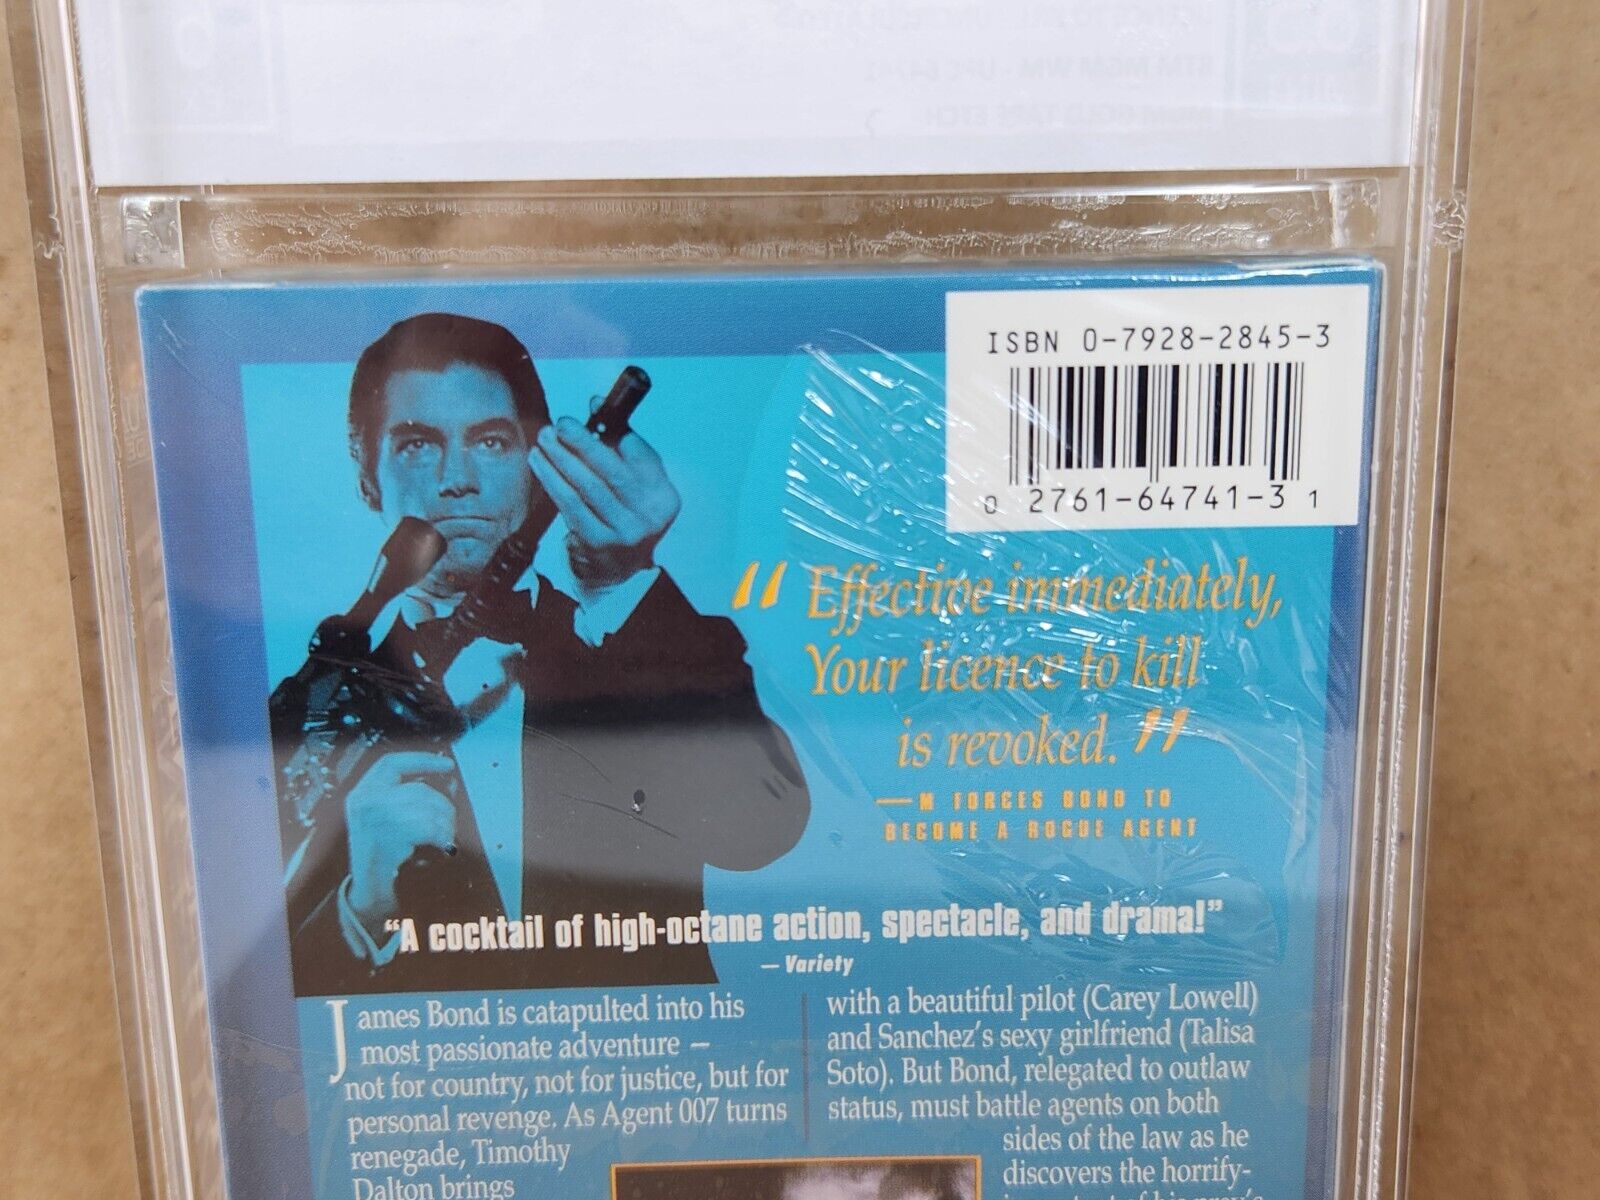 ISBN 0-7928-2845-3
0 2761-64741-3 1
“ Effective immediately,
Your licence to kill
is revoked. ”
—M FORCES BOND TO
BECOME A ROGUE AGENT
“A cocktail of high-octane action, spectacle, and drama!”
— Variety
James Bond is catapulted into his
most passionate adventure —
not for country, not for justice, but for
personal revenge. As Agent 007 turns
renegade, Timothy
Dalton brings
with a beautiful pilot (Carey Lowell)
and Sanchez’s sexy girlfriend (Talisa
Soto). But Bond, relegated to outlaw
status, must battle agents on both
sides of the law as he
discovers the horrify-